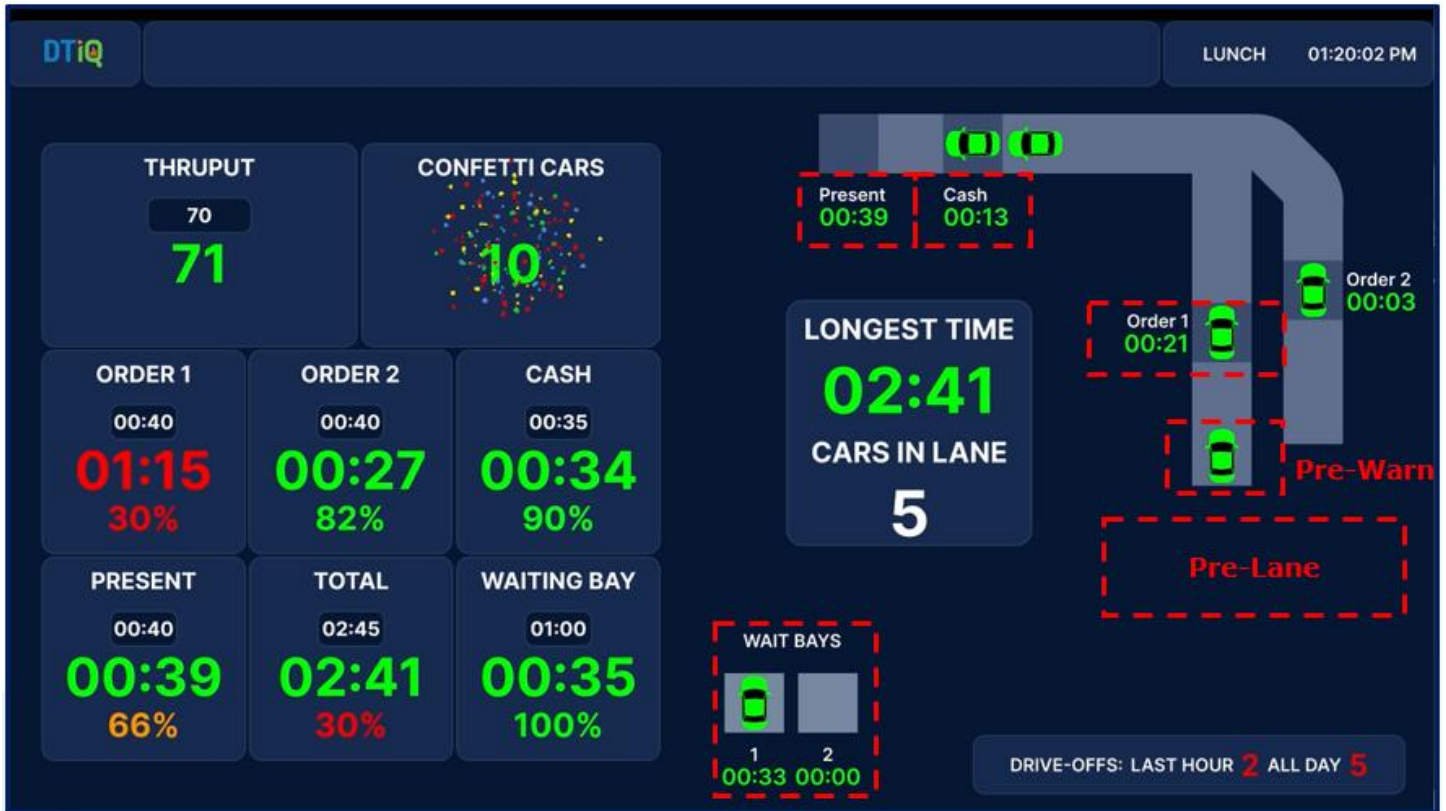 DTiQ
LUNCH 01:20:02 PM
THRUPUT
70
71
CONFETTI CARS
10
ORDER 1
00:40
01:15
30%
ORDER 2
00:40
00:27
82%
CASH
00:35
00:34
90%
PRESENT
00:40
00:39
66%
TOTAL
02:45
02:41
30%
WAITING BAY
01:00
00:35
100%
Present
00:39
Cash
00:13
LONGEST TIME
02:41
CARS IN LANE
5
Order 1
00:21
Order 2
00:03
Pre-Warn
Pre-Lane
WAIT BAYS
1 2
00:33 00:00
DRIVE-OFFS: LAST HOUR 2 ALL DAY 5